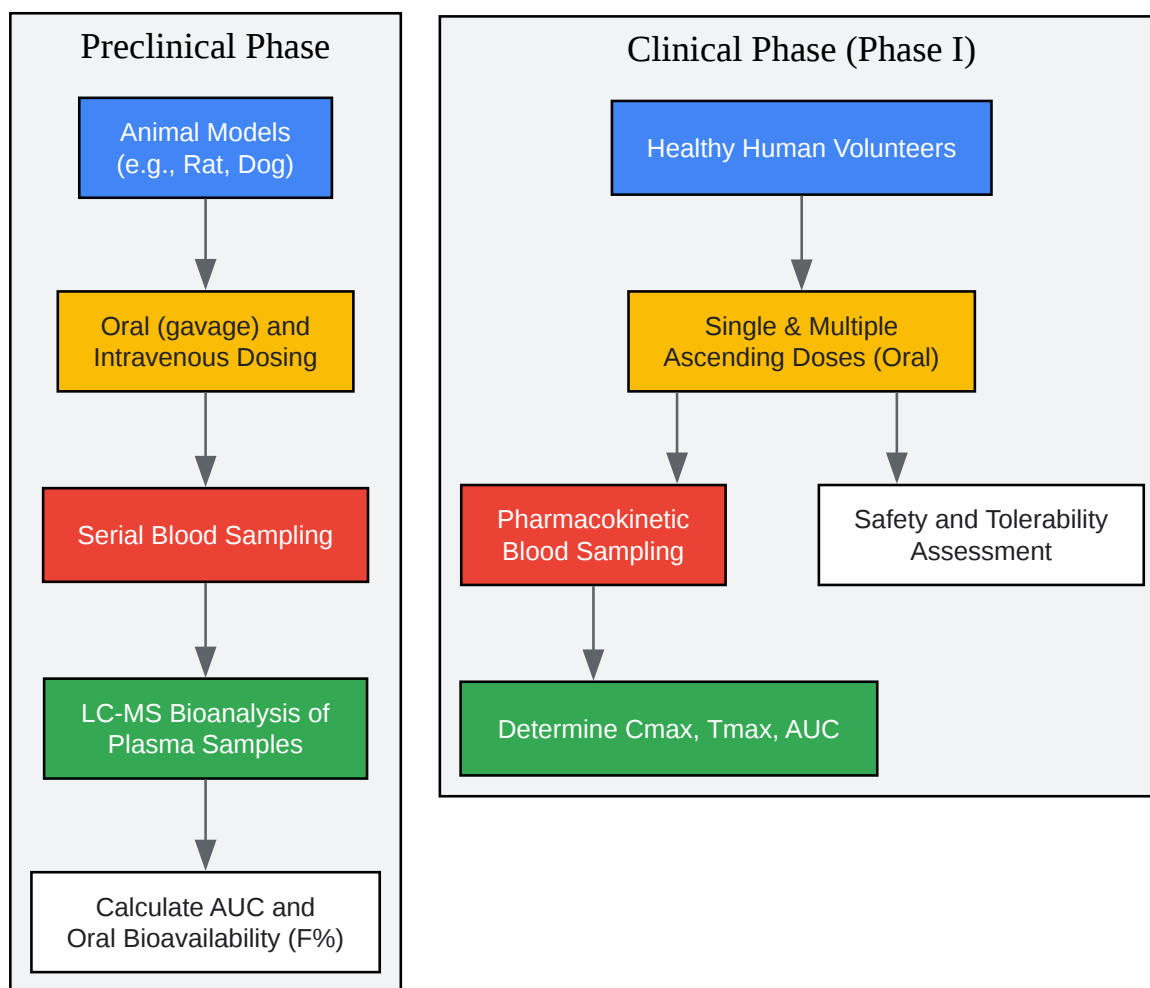 Preclinical Phase
Animal Models
(e.g., Rat, Dog)
Oral (gavage) and
Intravenous Dosing
Serial Blood Sampling
LC-MS Bioanalysis of
Plasma Samples
Calculate AUC and
Oral Bioavailability (F%)
Clinical Phase (Phase I)
Healthy Human Volunteers
Single & Multiple
Ascending Doses (Oral)
Pharmacokinetic
Blood Sampling
Safety and Tolerability
Assessment
Determine Cmax, Tmax, AUC